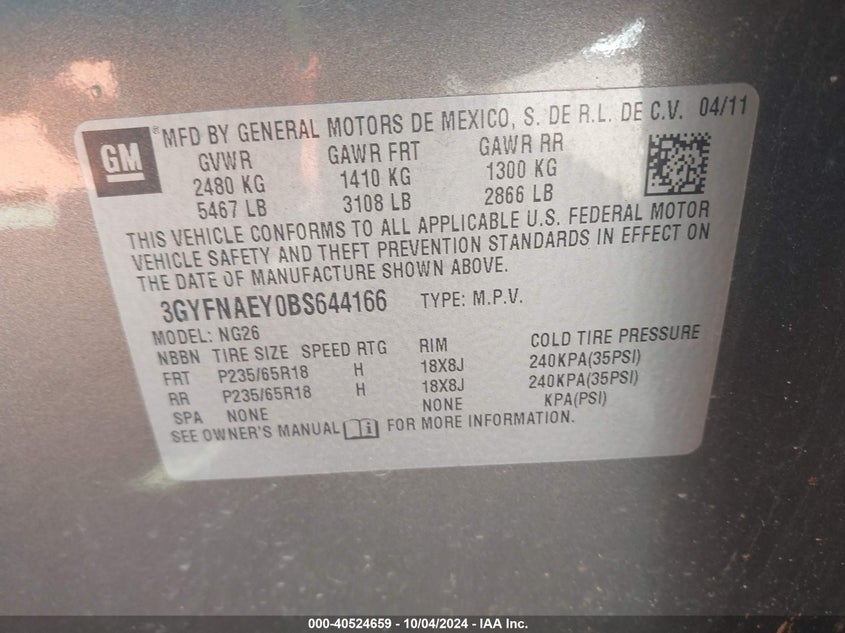 GM
® MFD BY GENERAL MOTORS DE MEXICO, S. DE R.L. DE C.V. 04/11
GVWR GAWR FRT GAWR RR
2480 KG 1410 KG 1300 KG
5467 LB 3108 LB 2866 LB
THIS VEHICLE CONFORMS TO ALL APPLICABLE U.S. FEDERAL MOTOR
VEHICLE SAFETY AND THEFT PREVENTION STANDARDS IN EFFECT ON
THE DATE OF MANUFACTURE SHOWN ABOVE.
3GYFNAEY0BS644166 TYPE: M.P.V.
MODEL: NG26
NBBN TIRE SIZE SPEED RTG RIM COLD TIRE PRESSURE
FRT P235/65R18 H 18X8J 240KPA(35PSI)
RR P235/65R18 H 18X8J 240KPA(35PSI)
SPA NONE NONE KPA(PSI)
SEE OWNER'S MANUAL i FOR MORE INFORMATION.
000-40524659 - 10/04/2024 - IAA Inc.